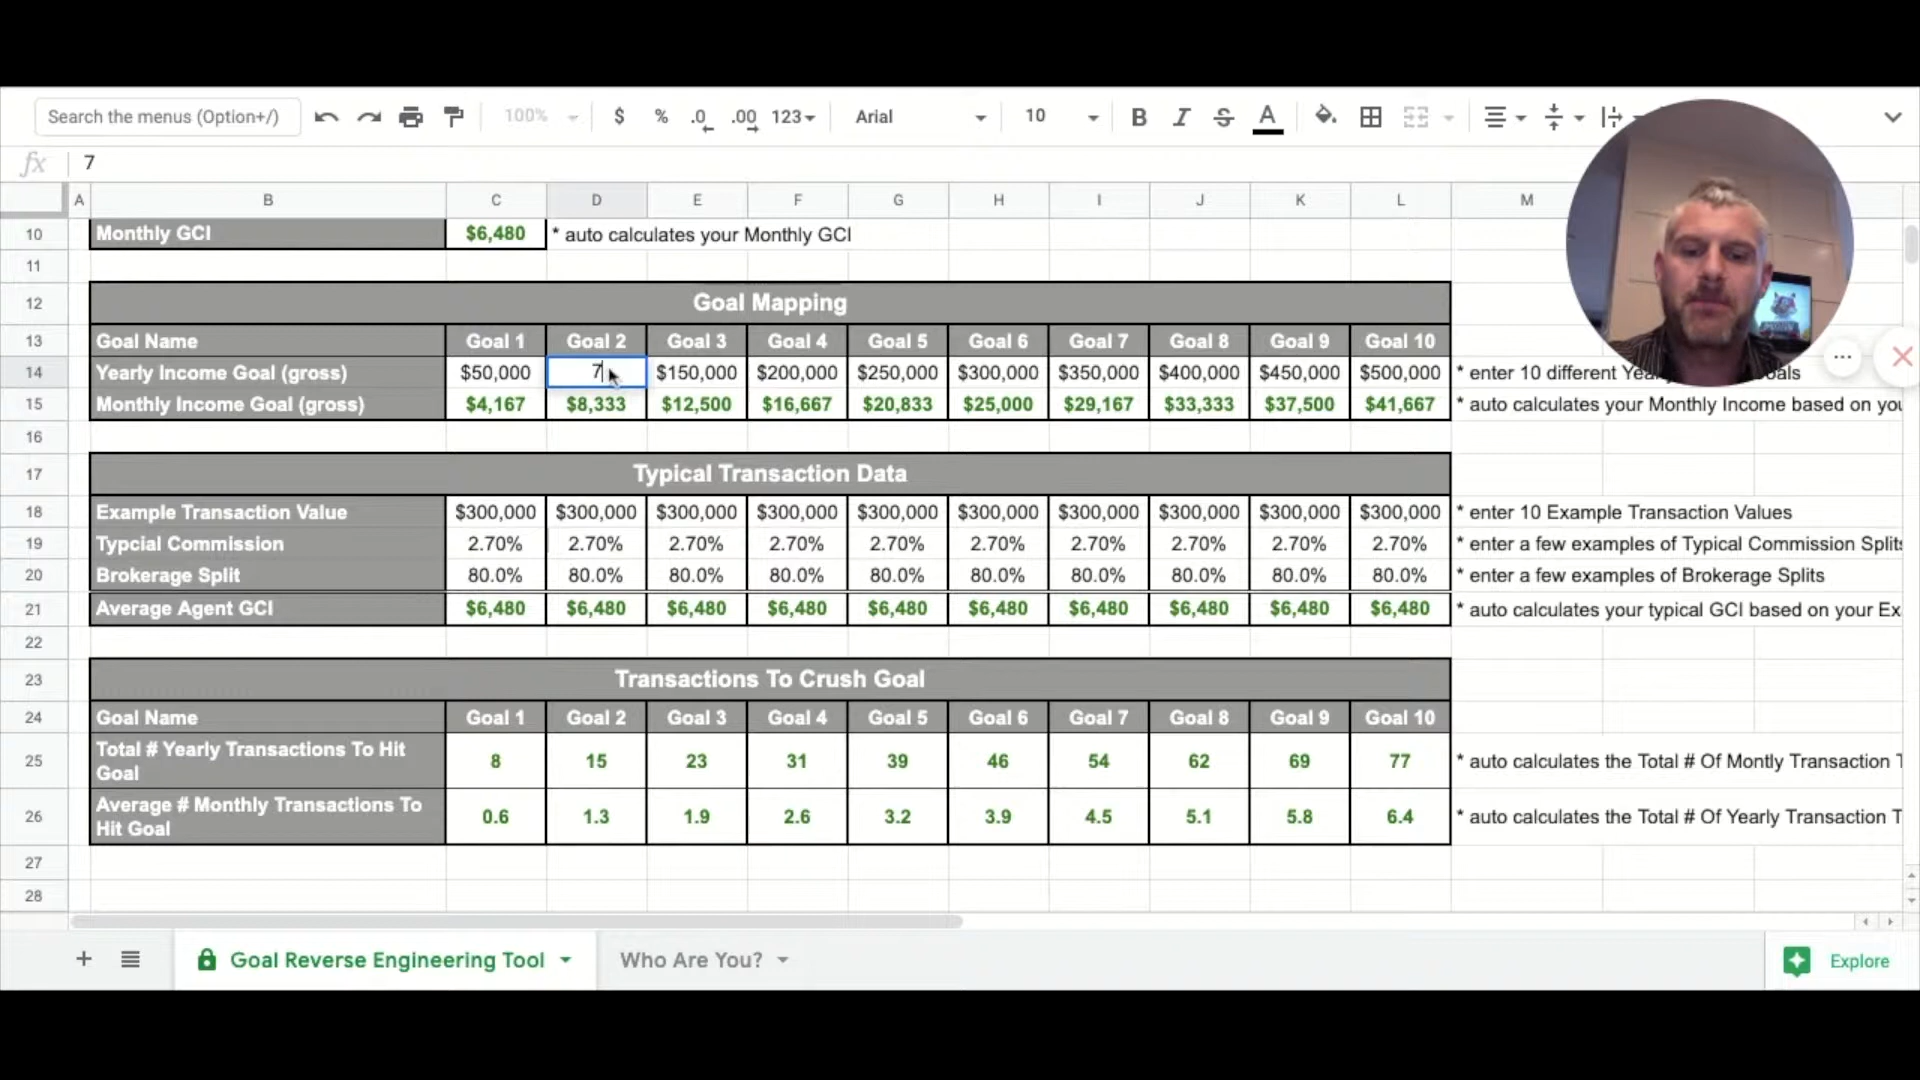 Search the menus (Option+/) 100% $ % .0 .00 123 Arial 10 B I S A
fx 7
A B C D E F G H I J K L M
10 Monthly GCI $6,480 * auto calculates your Monthly GCI
11
12 Goal Mapping
13 Goal Name Goal 1 Goal 2 Goal 3 Goal 4 Goal 5 Goal 6 Goal 7 Goal 8 Goal 9 Goal 10
14 Yearly Income Goal (gross) $50,000 7 $150,000 $200,000 $250,000 $300,000 $350,000 $400,000 $450,000 $500,000 * enter 10 different
15 Monthly Income Goal (gross) $4,167 $8,333 $12,500 $16,667 $20,833 $25,000 $29,167 $33,333 $37,500 $41,667 * auto calculates your Monthly Income based on you
16
17 Typical Transaction Data
18 Example Transaction Value $300,000 $300,000 $300,000 $300,000 $300,000 $300,000 $300,000 $300,000 $300,000 $300,000 * enter 10 Example Transaction Values
19 Typcial Commission 2.70% 2.70% 2.70% 2.70% 2.70% 2.70% 2.70% 2.70% 2.70% 2.70% * enter a few examples of Typical Commission Splits
20 Brokerage Split 80.0% 80.0% 80.0% 80.0% 80.0% 80.0% 80.0% 80.0% 80.0% 80.0% * enter a few examples of Brokerage Splits
21 Average Agent GCI $6,480 $6,480 $6,480 $6,480 $6,480 $6,480 $6,480 $6,480 $6,480 $6,480 * auto calculates your typical GCI based on your Ex
22
23 Transactions To Crush Goal
24 Goal Name Goal 1 Goal 2 Goal 3 Goal 4 Goal 5 Goal 6 Goal 7 Goal 8 Goal 9 Goal 10
Total # Yearly Transactions To Hit
25 Goal 8 15 23 31 39 46 54 62 69 77 * auto calculates the Total # Of Montly Transaction T
Average # Monthly Transactions To
26 Hit Goal 0.6 1.3 1.9 2.6 3.2 3.9 4.5 5.1 5.8 6.4 * auto calculates the Total # Of Yearly Transaction T
27
28
+ Goal Reverse Engineering Tool Who Are You? Explore